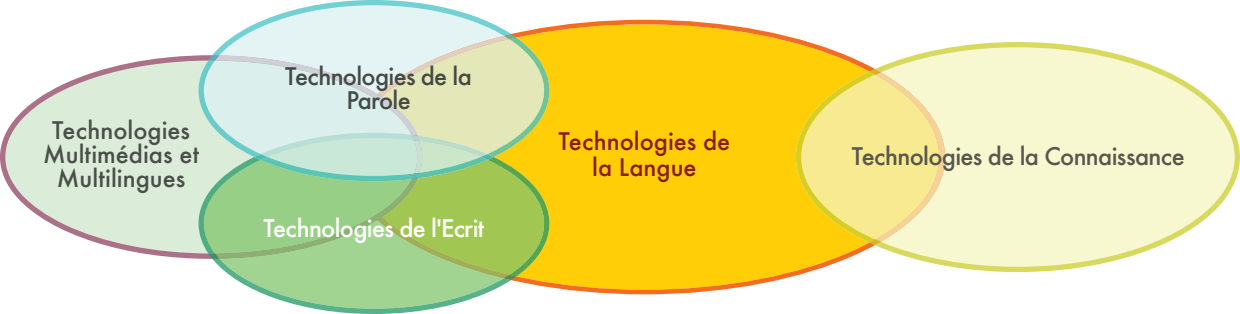 Technologies de la
Parole
Technologies
Multimédias et
Multilingues
Technologies de
la Langue
Technologies de la Connaissance
Technologies de l'Ecrit